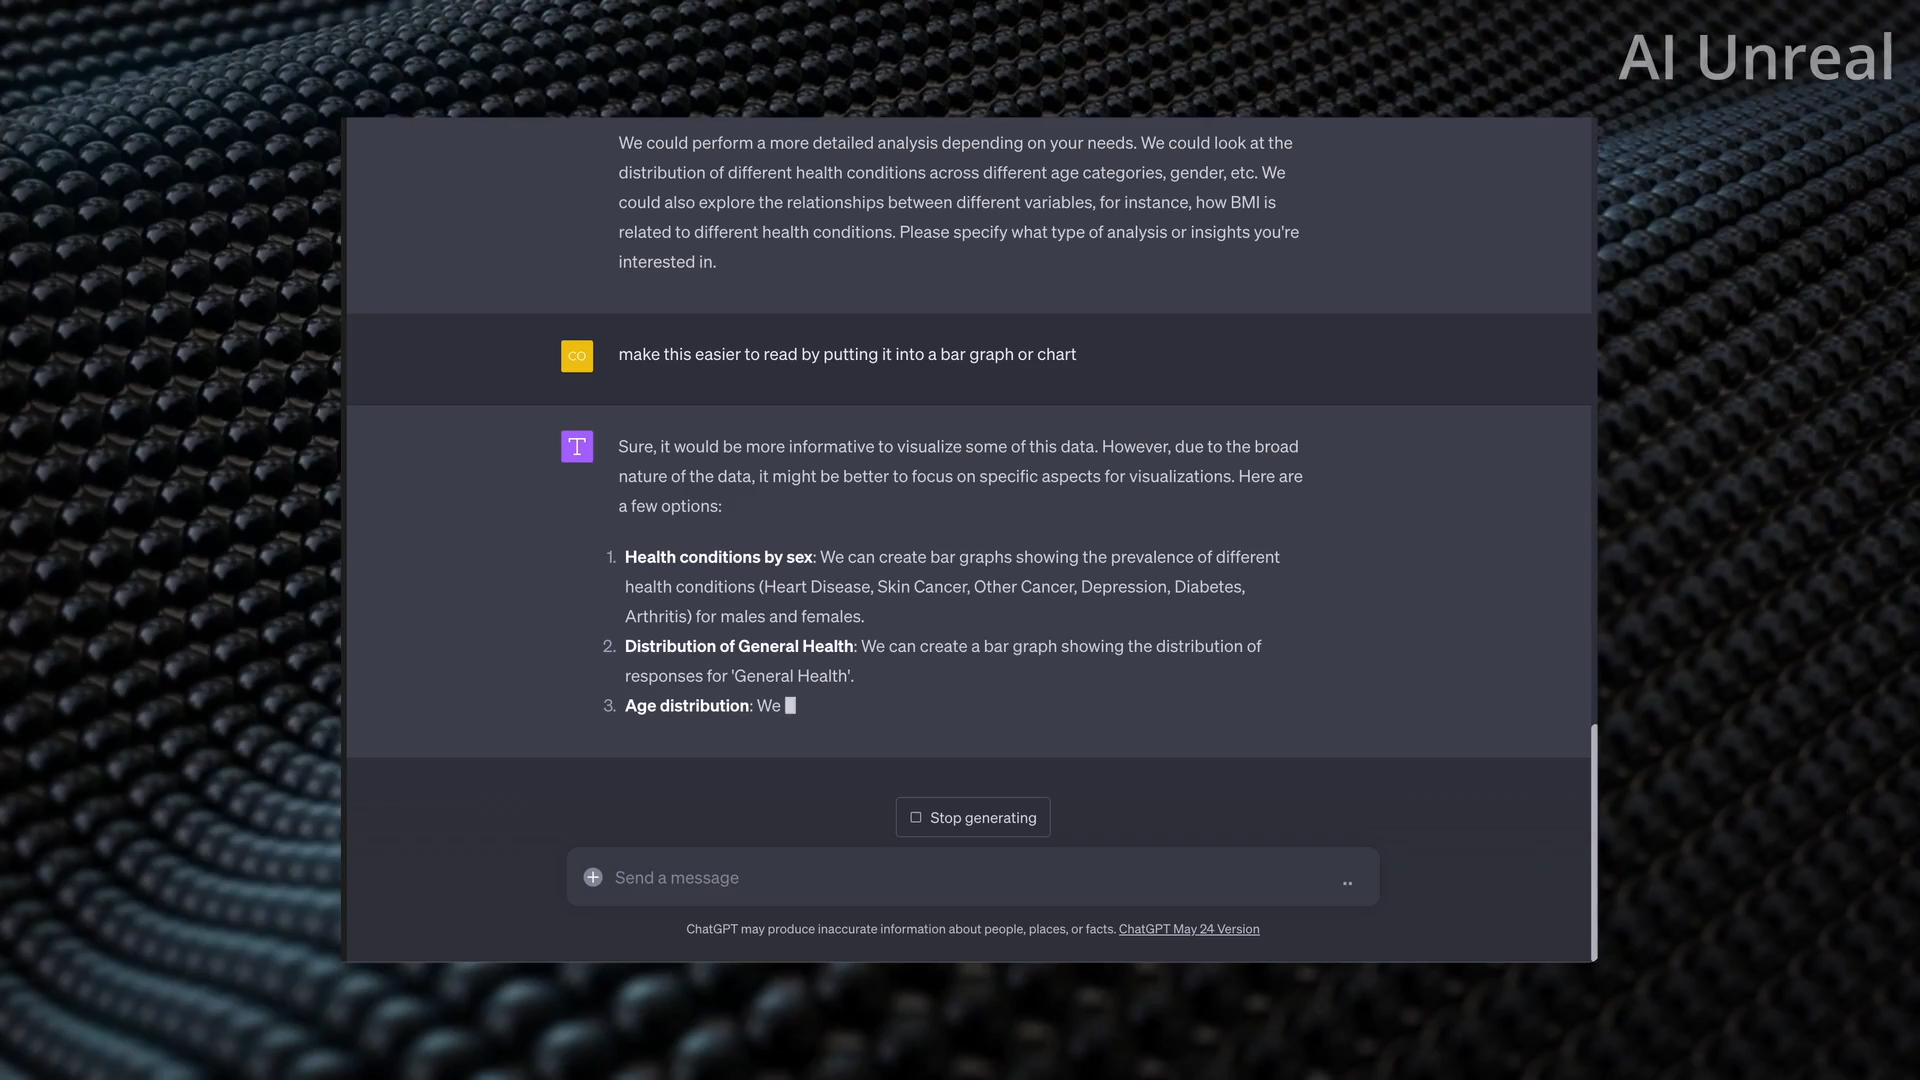 AI Unreal
We could perform a more detailed analysis depending on your needs. We could look at the
distribution of different health conditions across different age categories, gender, etc. We
could also explore the relationships between different variables, for instance, how BMI is
related to different health conditions. Please specify what type of analysis or insights you're
interested in.
CO
make this easier to read by putting it into a bar graph or chart
T
Sure, it would be more informative to visualize some of this data. However, due to the broad
nature of the data, it might be better to focus on specific aspects for visualizations. Here are
a few options:
1. Health conditions by sex: We can create bar graphs showing the prevalence of different
health conditions (Heart Disease, Skin Cancer, Other Cancer, Depression, Diabetes,
Arthritis) for males and females.
2. Distribution of General Health: We can create a bar graph showing the distribution of
responses for 'General Health'.
3. Age distribution: We
Stop generating
Send a message
ChatGPT may produce inaccurate information about people, places, or facts. ChatGPT May 24 Version